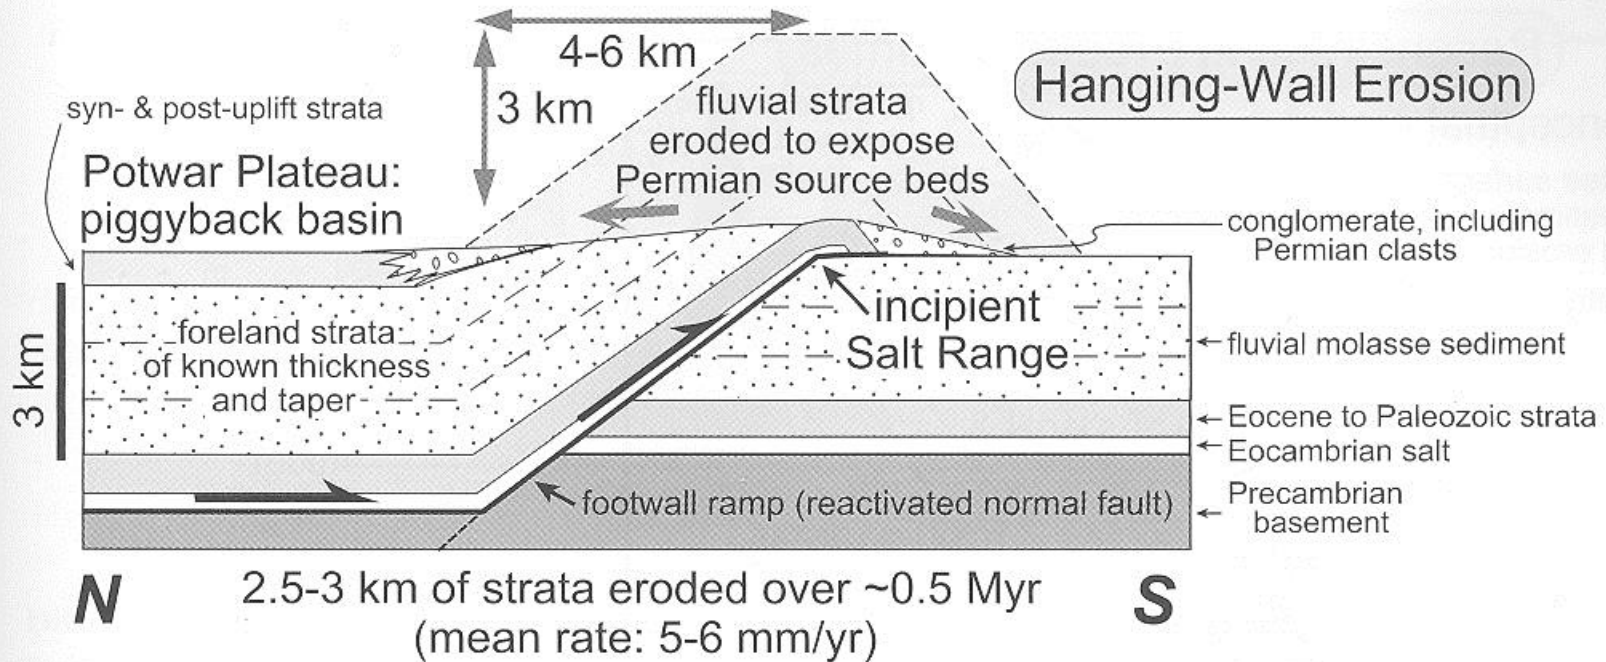 4-6 km
3 km
Hanging-Wall Erosion
syn- & post-uplift strata
fluvial strata
eroded to expose
Permian source beds
Potwar Plateau:
piggyback basin
conglomerate, including
Permian clasts
incipient
Salt Range
foreland strata
of known thickness
and taper
3 km
fluvial molasse sediment
Eocene to Paleozoic strata
Eocambrian salt
footwall ramp (reactivated normal fault)
Precambrian
basement
N
2.5-3 km of strata eroded over ~0.5 Myr
(mean rate: 5-6 mm/yr)
S